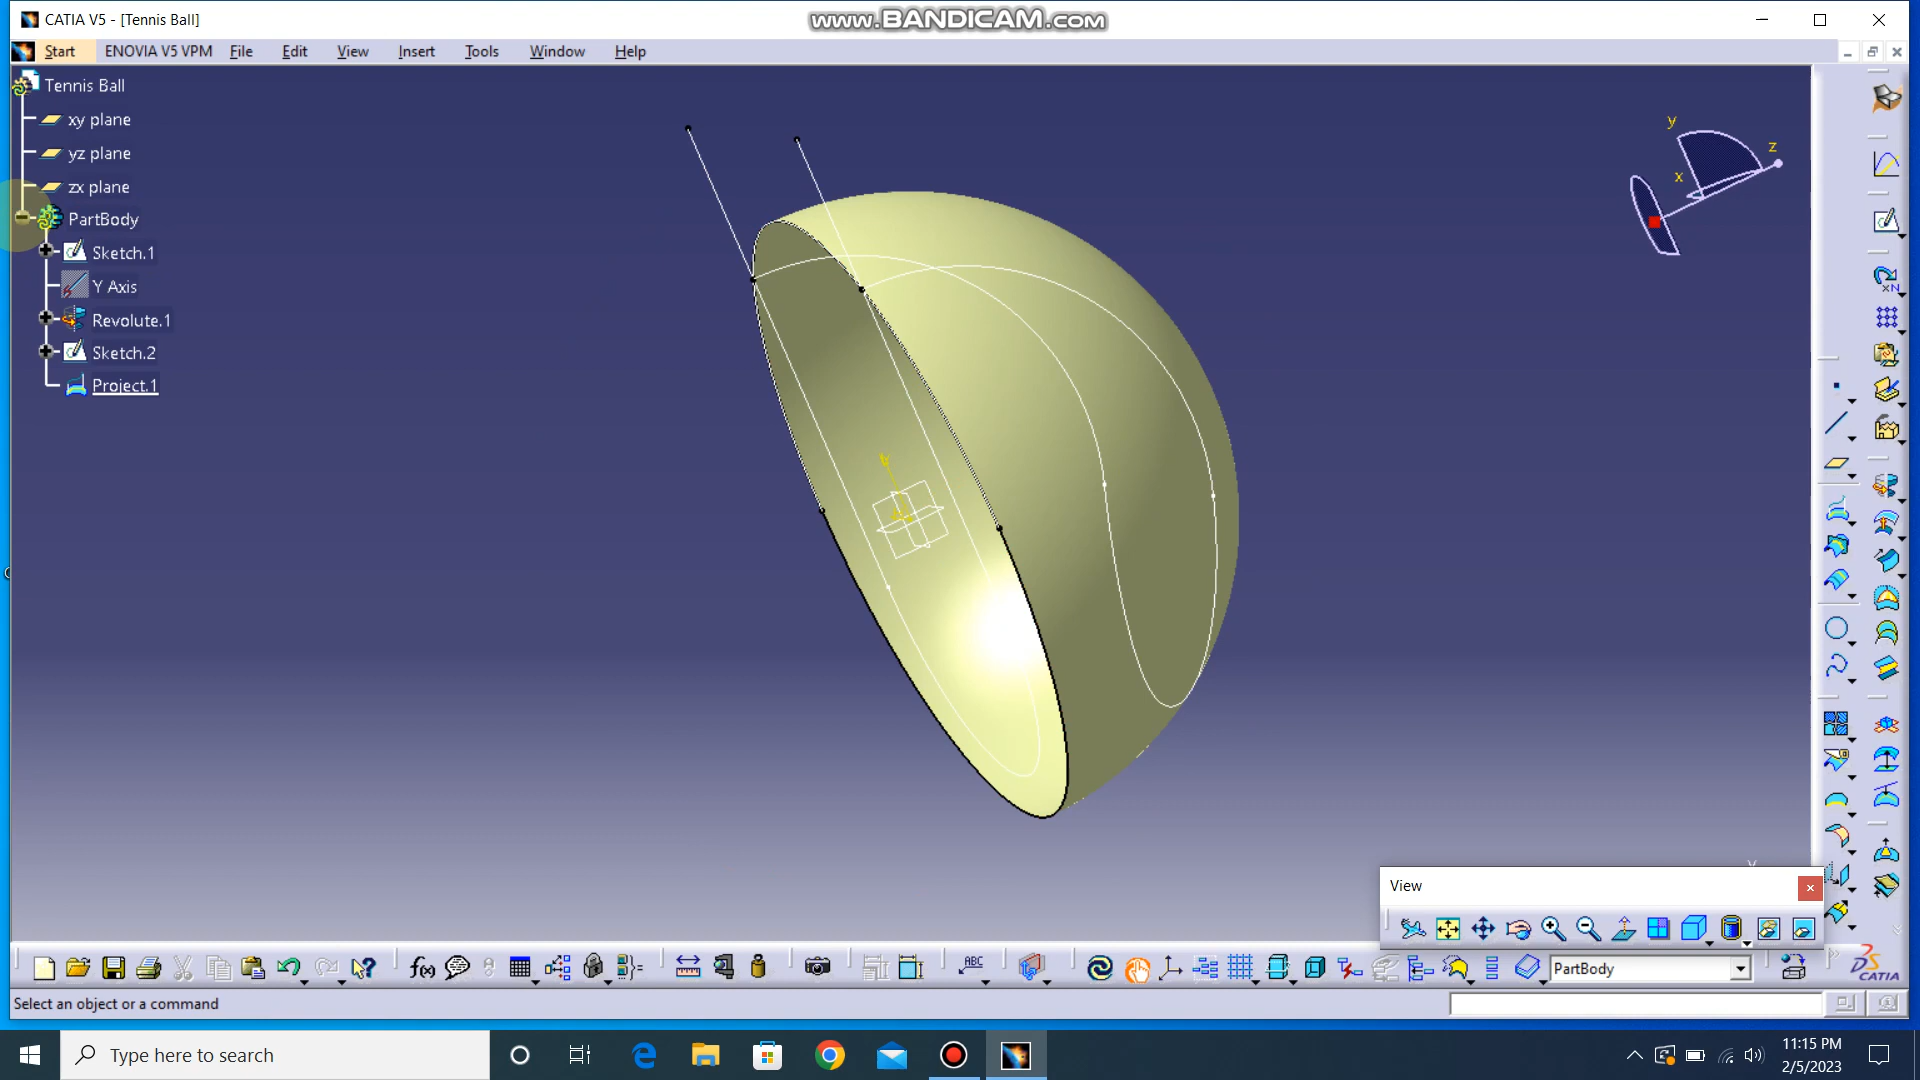 CATIA V5 - [Tennis Ball]
www.BANDICAM.com
Start ENOVIA V5 VPM File Edit View Insert Tools Window Help
Tennis Ball
xy plane
yz plane
zx plane
PartBody
Sketch.1
Y Axis
Revolute.1
Sketch.2
Project.1
y
z
x
View
f(x)
ABC
PartBody
CATIA
Select an object or a command
Type here to search
11:15 PM
2/5/2023